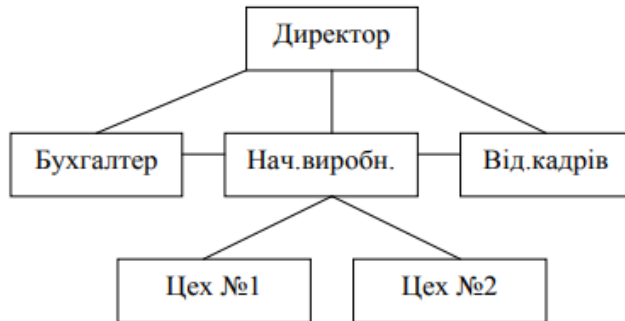 Директор
Бухгалтер
Нач.виробн.
Від.кадрів
Цех №1
Цех №2